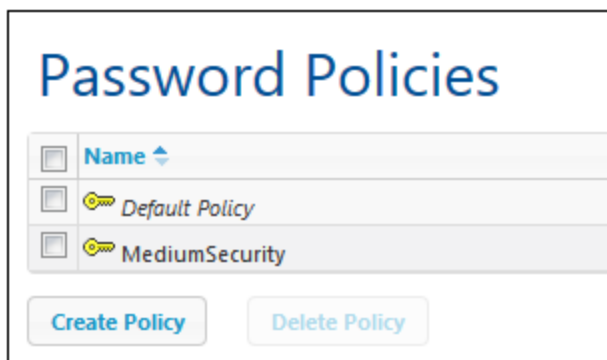 Password Policies
Name
Default Policy
MediumSecurity
Create Policy Delete Policy